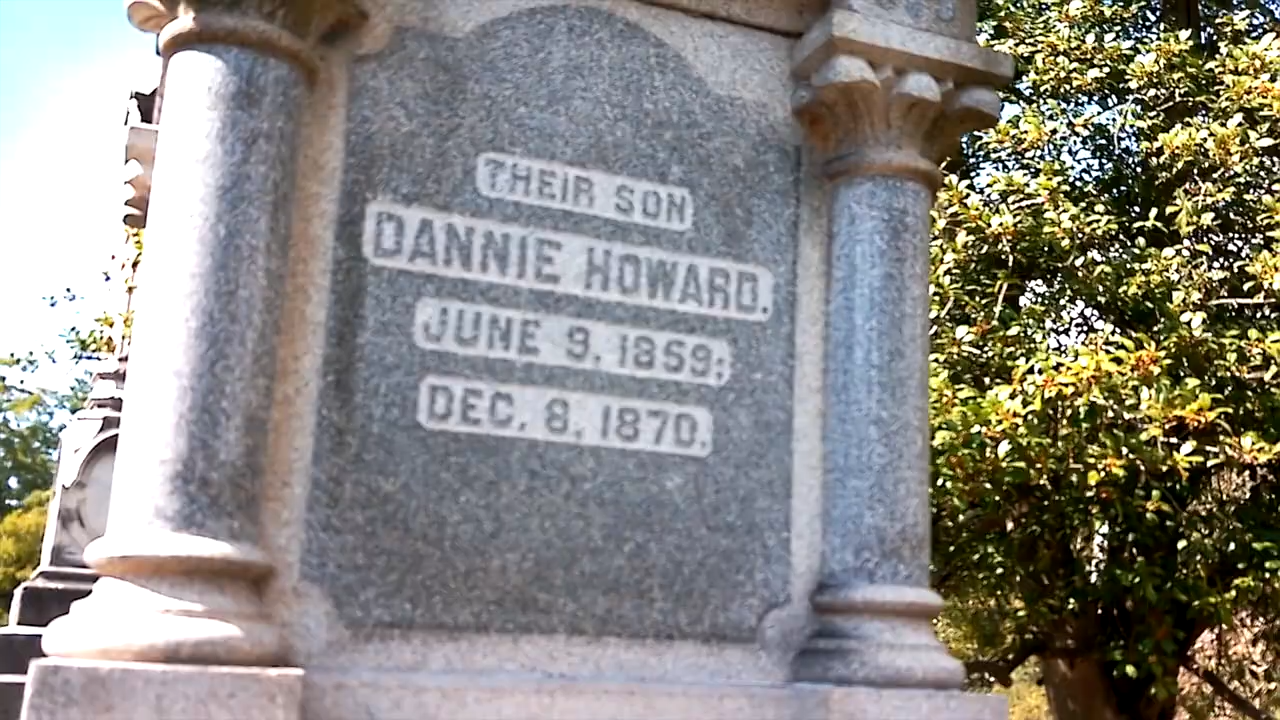 THEIR SON
DANNIE HOWARD.
JUNE 9, 1859;
DEC. 8, 1870.